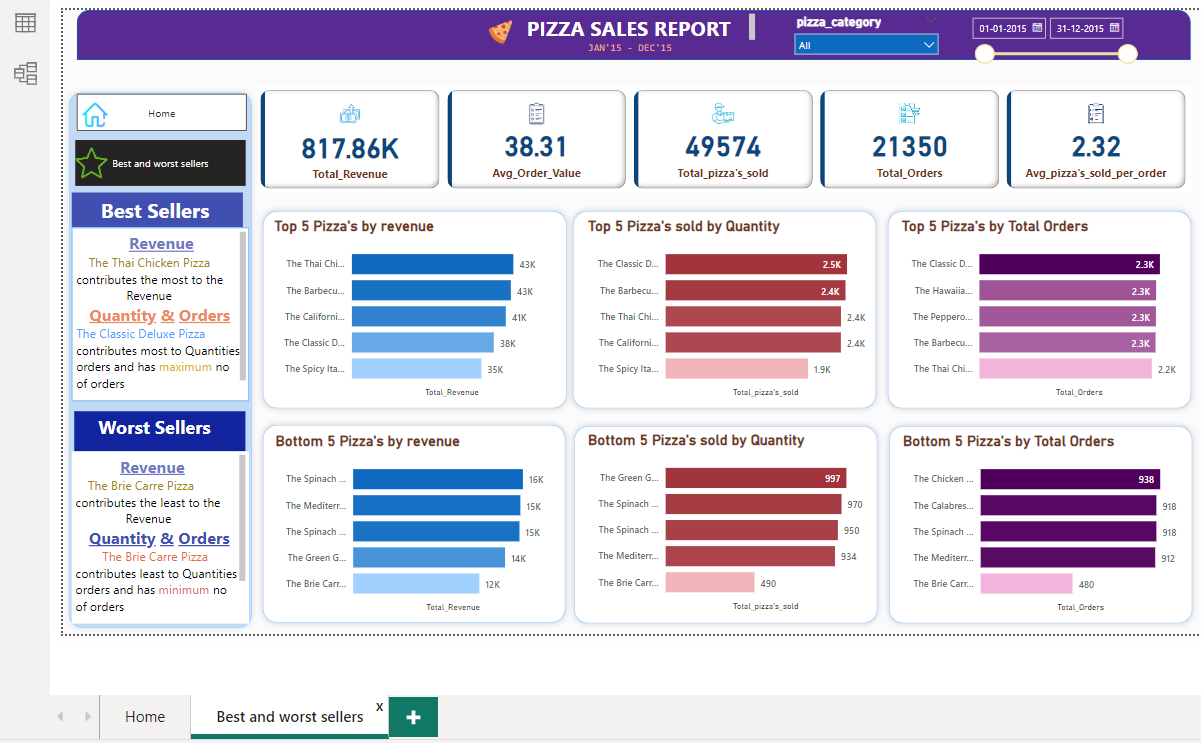 PIZZA SALES REPORT
JAN'15 - DEC'15
pizza_category
All
01-01-2015
31-12-2015
Home
Best and worst sellers
817.86K
Total_Revenue
38.31
Avg_Order_Value
49574
Total_pizza's_sold
21350
Total_Orders
2.32
Avg_pizza's_sold_per_order
Best Sellers
Revenue
The Thai Chicken Pizza
contributes the most to the
Revenue
Quantity & Orders
The Classic Deluxe Pizza
contributes most to Quantities
orders and has maximum no
of orders
Worst Sellers
Revenue
The Brie Carre Pizza
contributes the least to the
Revenue
Quantity & Orders
The Brie Carre Pizza
contributes least to Quantities
orders and has minimum no
of orders
Top 5 Pizza's by revenue
The Thai Chi... 43K
The Barbecu... 43K
The Californi... 41K
The Classic D... 38K
The Spicy Ita... 35K
Total_Revenue
Top 5 Pizza's sold by Quantity
The Classic D... 2.5K
The Barbecu... 2.4K
The Thai Chi... 2.4K
The Californi... 2.4K
The Spicy Ita... 1.9K
Total_pizza's_sold
Top 5 Pizza's by Total Orders
The Classic D... 2.3K
The Hawaiia... 2.3K
The Peppero... 2.3K
The Barbecu... 2.3K
The Thai Chi... 2.2K
Total_Orders
Bottom 5 Pizza's by revenue
The Spinach ... 16K
The Mediterr... 15K
The Spinach ... 15K
The Green G... 14K
The Brie Carr... 12K
Total_Revenue
Bottom 5 Pizza's sold by Quantity
The Green G... 997
The Spinach ... 970
The Spinach ... 950
The Mediterr... 934
The Brie Carr... 490
Total_pizza's_sold
Bottom 5 Pizza's by Total Orders
The Chicken ... 938
The Calabres... 918
The Spinach ... 918
The Mediterr... 912
The Brie Carr... 480
Total_Orders
Home
Best and worst sellers
x
+